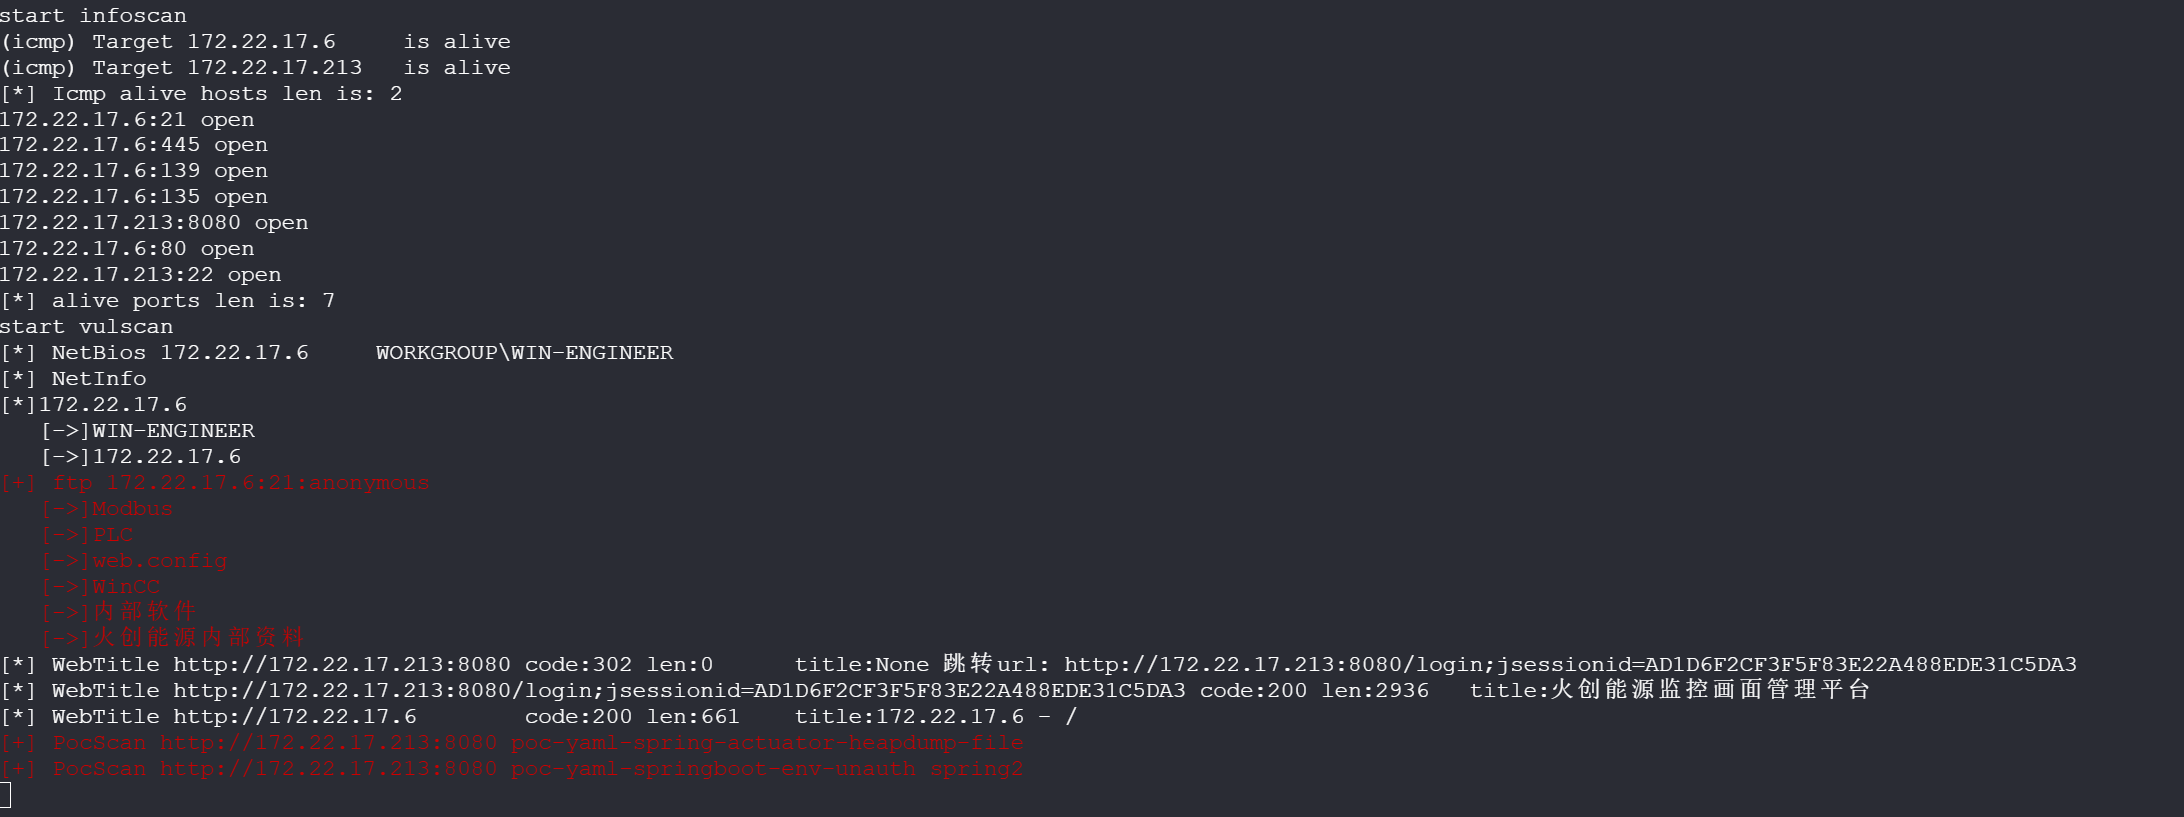 start infoscan
(icmp) Target 172.22.17.6     is alive
(icmp) Target 172.22.17.213   is alive
[*] Icmp alive hosts len is: 2
172.22.17.6:21 open
172.22.17.6:445 open
172.22.17.6:139 open
172.22.17.6:135 open
172.22.17.213:8080 open
172.22.17.6:80 open
172.22.17.213:22 open
[*] alive ports len is: 7
start vulscan
[*] NetBios 172.22.17.6     WORKGROUP\WIN-ENGINEER
[*] NetInfo
[*]172.22.17.6
   [->]WIN-ENGINEER
   [->]172.22.17.6
[+] ftp 172.22.17.6:21:anonymous
   [->]Modbus
   [->]PLC
   [->]web.config
   [->]WinCC
   [->]内部软件
   [->]火创能源内部资料
[*] WebTitle http://172.22.17.213:8080 code:302 len:0      title:None 跳转url: http://172.22.17.213:8080/login;jsessionid=AD1D6F2CF3F5F83E22A488EDE31C5DA3
[*] WebTitle http://172.22.17.213:8080/login;jsessionid=AD1D6F2CF3F5F83E22A488EDE31C5DA3 code:200 len:2936   title:火创能源监控画面管理平台
[*] WebTitle http://172.22.17.6        code:200 len:661    title:172.22.17.6 - /
[+] PocScan http://172.22.17.213:8080 poc-yaml-spring-actuator-heapdump-file
[+] PocScan http://172.22.17.213:8080 poc-yaml-springboot-env-unauth spring2